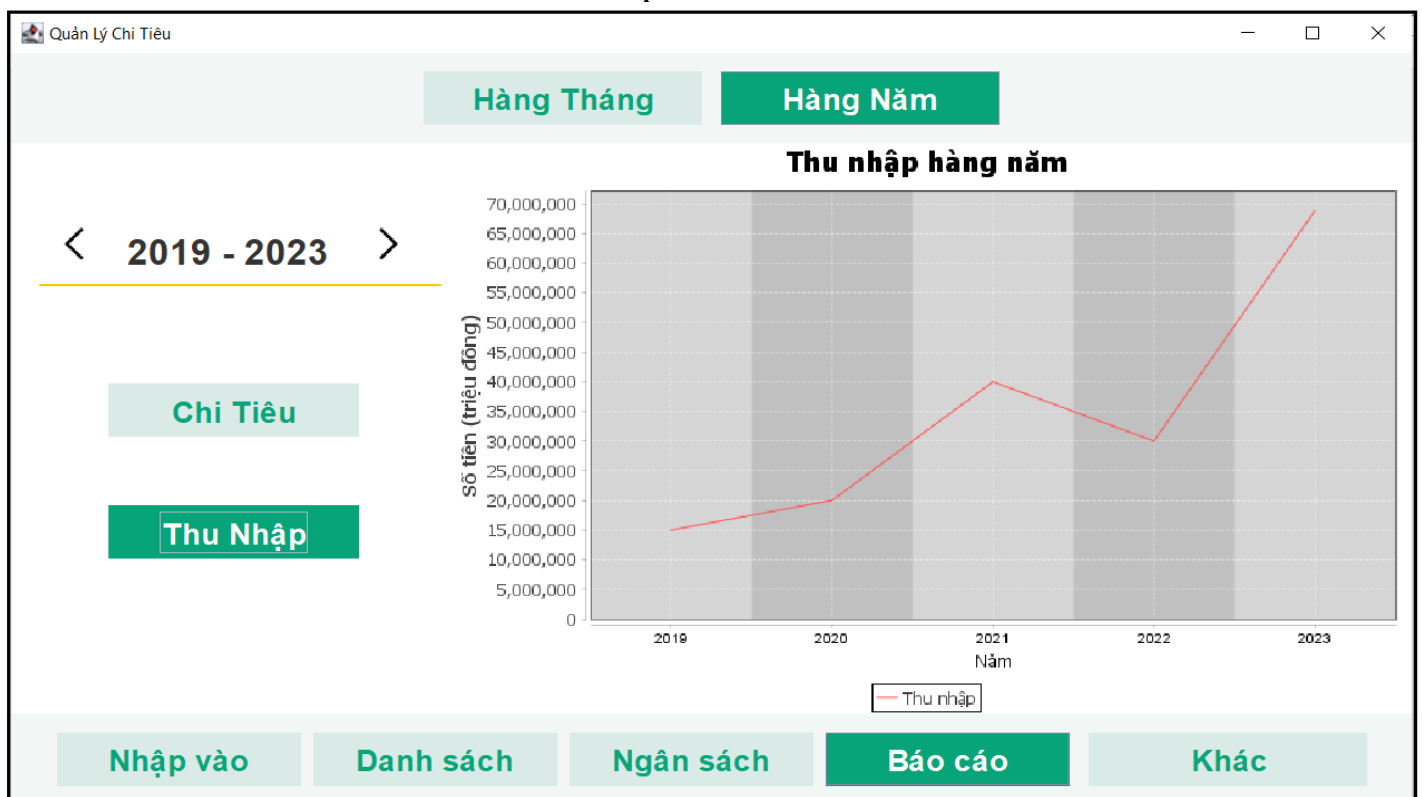 Quản Lý Chi Tiêu
Hàng Tháng
Hàng Năm
Thu nhập hàng năm
2019 - 2023
Chi Tiêu
Thu Nhập
Số tiền (triệu đồng)
70,000,000
65,000,000
60,000,000
55,000,000
50,000,000
45,000,000
40,000,000
35,000,000
30,000,000
25,000,000
20,000,000
15,000,000
10,000,000
5,000,000
0
2019 2020 2021 2022 2023
Năm
Thu nhập
Nhập vào
Danh sách
Ngân sách
Báo cáo
Khác